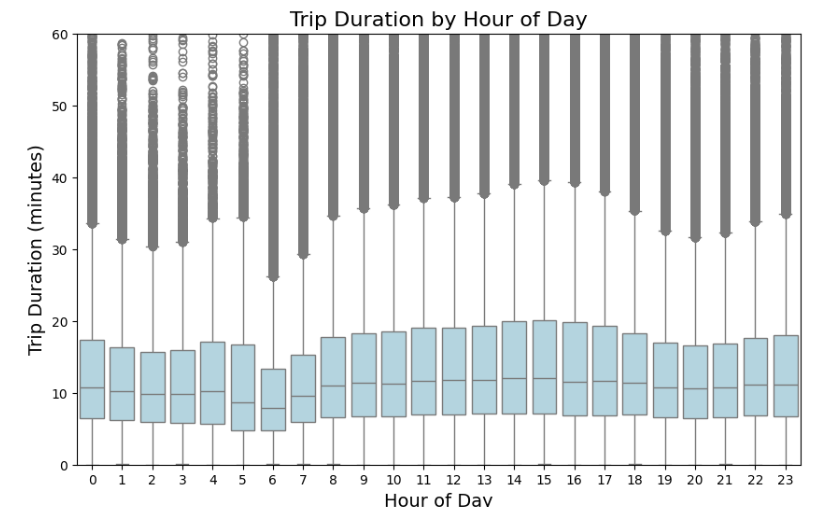 Trip Duration by Hour of Day
Trip Duration (minutes)
60
50
40
30
20
10
0
0 1 2 3 4 5 6 7 8 9 10 11 12 13 14 15 16 17 18 19 20 21 22 23
Hour of Day